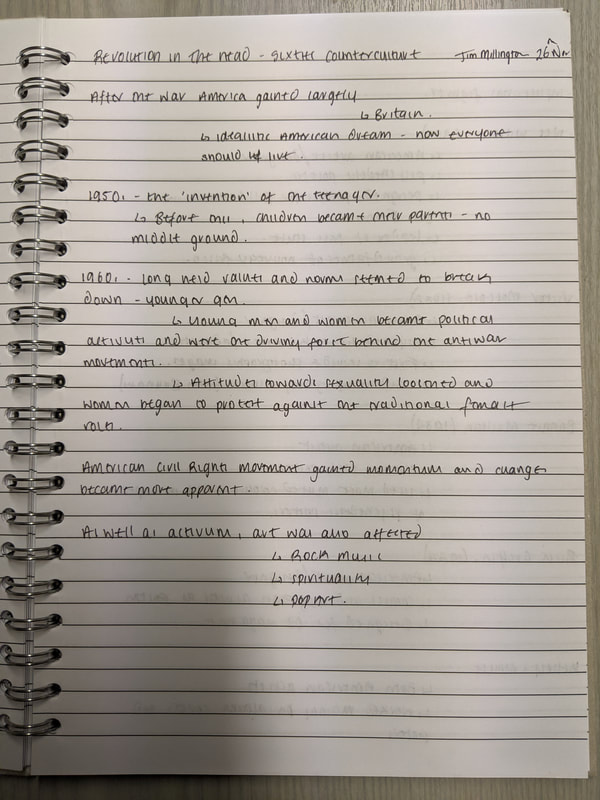 Revolution in the head - sixties counterculture Jim Millington 26 Nov
After the war America gained largely
↳ Britain.
↳ Idealistic American dream - how everyone
should live.
1950s - the 'invention' of the teenager.
↳ Before this, children became their parents - no
middle ground.
1960s - long held values and norms seemed to break
down - younger gen.
↳ Young men and women became political
activists and were the driving force behind the antiwar
movements.
↳ Attitudes towards sexuality loosened and
women began to protest against the traditional female
roles.
American Civil Rights movement gained momentum and change
became more apparent.
As well as activism, art was also affected
↳ Rock music
↳ spirituality
↳ pop art.